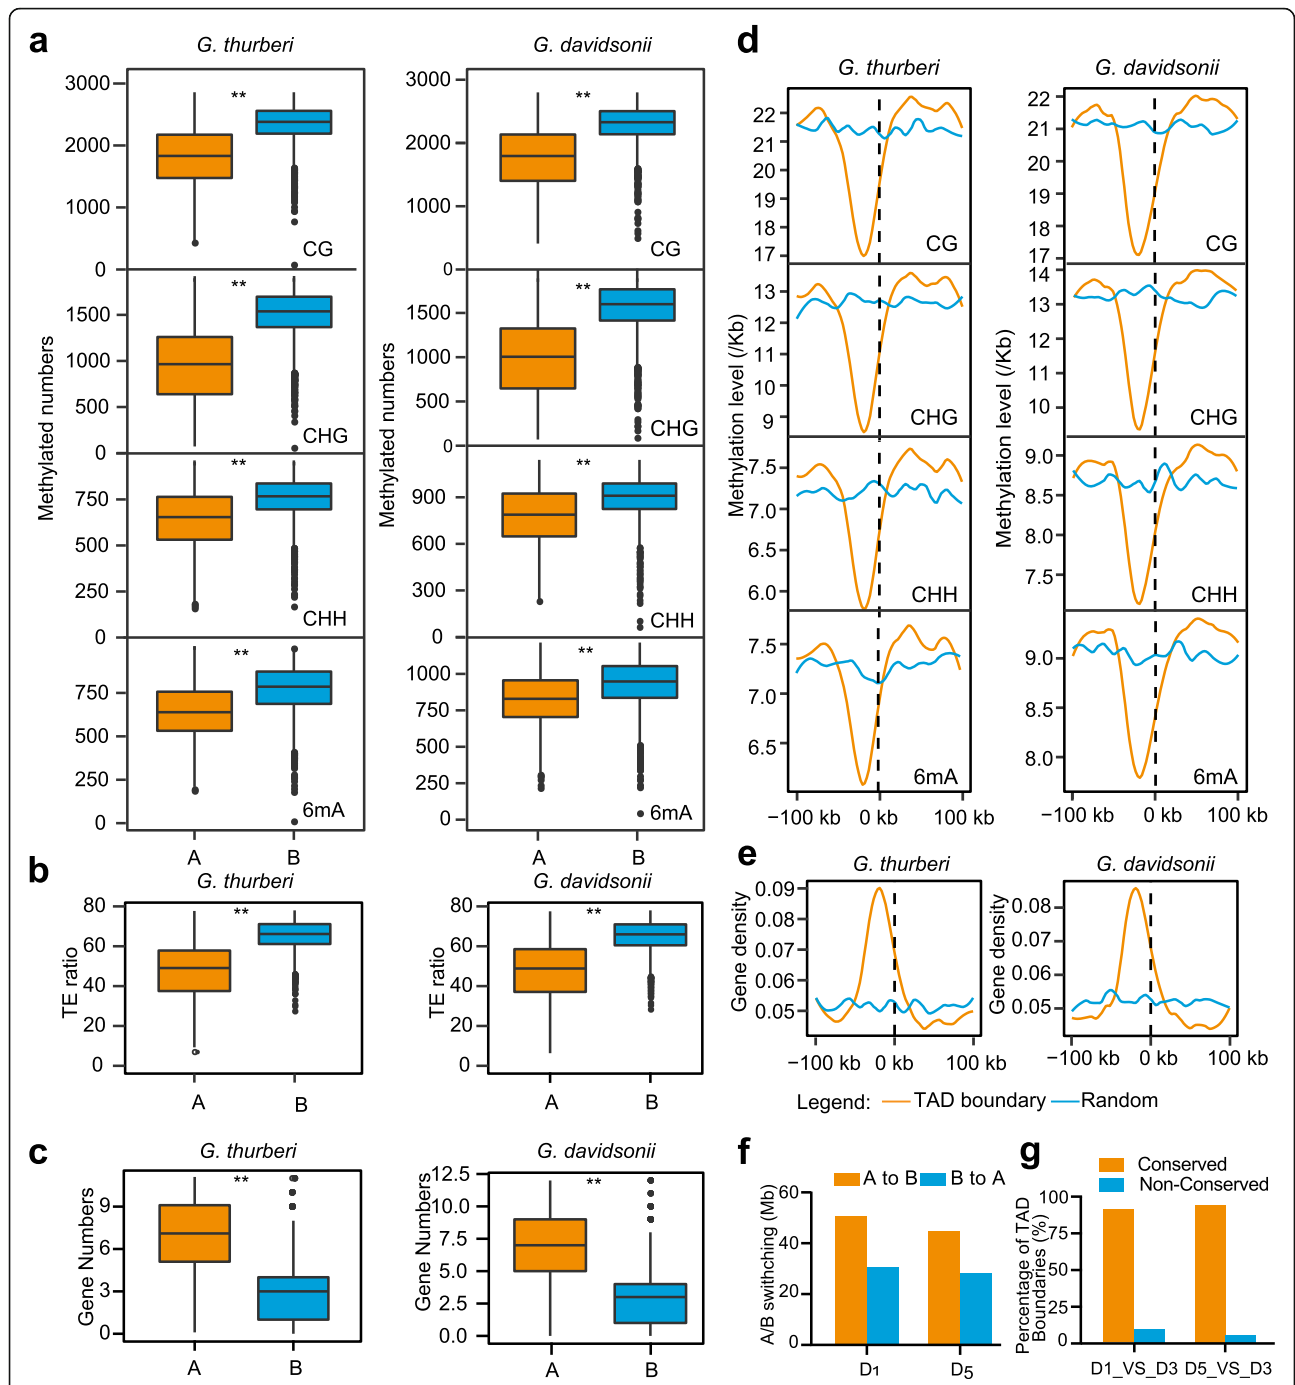 a
G. thurberi
G. davidsonii
Methylated numbers
3000
2000
1000
0
**
CG
1500
1000
500
0
**
CHG
750
500
250
0
**
CHH
750
500
250
0
**
6mA
A
B
Methylated numbers
3000
2000
1000
0
**
CG
1500
1000
500
0
**
CHG
900
600
300
0
**
CHH
1000
750
500
250
0
**
6mA
A
B
b
G. thurberi
TE ratio
80
60
40
20
0
**
A
B
G. davidsonii
TE ratio
80
60
40
20
0
**
A
B
c
G. thurberi
Gene Numbers
9
6
3
0
**
A
B
G. davidsonii
Gene Numbers
12.5
10.0
7.5
5.0
2.5
0.0
**
A
B
d
G. thurberi
Methylation level (/Kb)
22
21
20
19
18
17
CG
13
12
11
10
9
CHG
7.5
7.0
6.5
6.0
CHH
7.5
7.0
6.5
6mA
−100 kb 0 kb 100 kb
G. davidsonii
Methylation level (/Kb)
22
21
20
19
18
17
CG
14
13
12
11
10
CHG
9.0
8.5
8.0
7.5
CHH
9.0
8.5
8.0
6mA
−100 kb 0 kb 100 kb
e
G. thurberi
Gene density
0.09
0.08
0.07
0.06
0.05
−100 kb 0 kb 100 kb
G. davidsonii
Gene density
0.08
0.07
0.06
0.05
−100 kb 0 kb 100 kb
Legend: TAD boundary Random
f
A to B B to A
A/B swithching (Mb)
60
40
20
0
D1
D5
g
Conserved
Non-Conserved
Percentage of TAD
Boundaries (%)
100
75
50
25
0
D1_VS_D3 D5_VS_D3